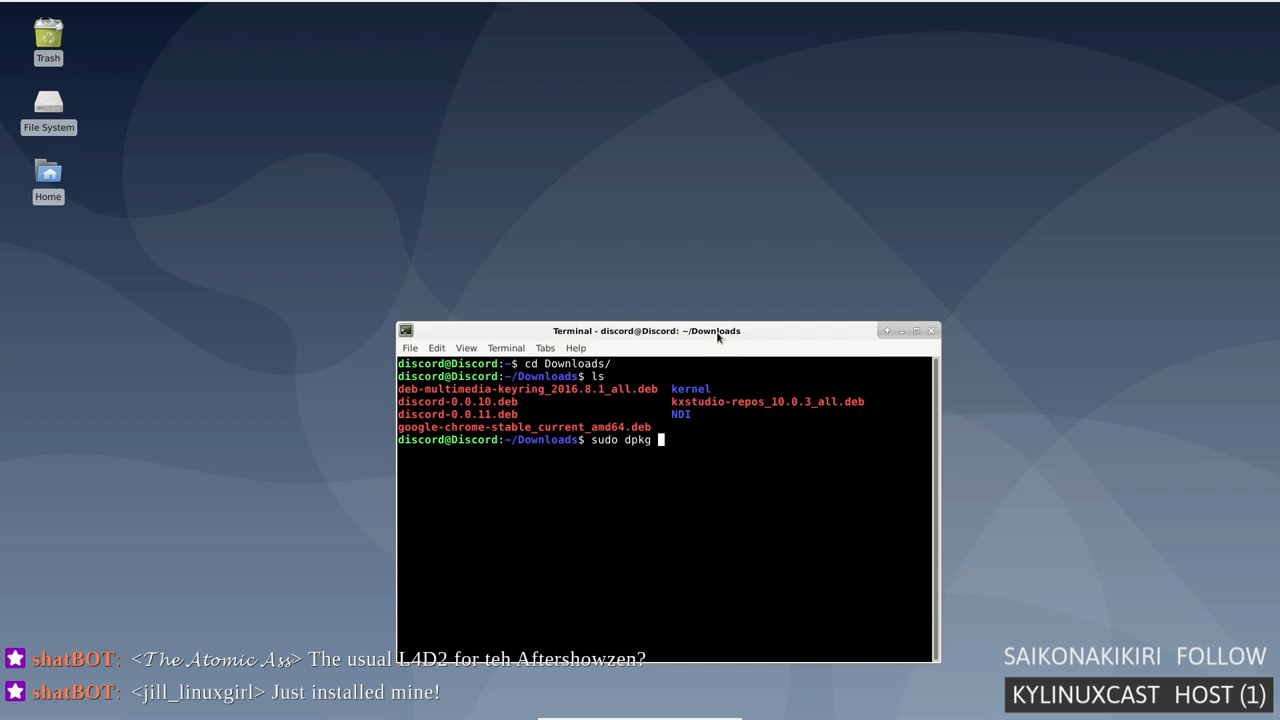 Trash
File System
Home
Terminal - discord@Discord: ~/Downloads
File Edit View Terminal Tabs Help
discord@Discord:~$ cd Downloads/
discord@Discord:~/Downloads$ ls
deb-multimedia-keyring_2016.8.1_all.deb kernel
discord-0.0.10.deb kxstudio-repos_10.0.3_all.deb
discord-0.0.11.deb NDI
google-chrome-stable_current_amd64.deb
discord@Discord:~/Downloads$ sudo dpkg
shatBOT: <𝓣𝓱𝓮 𝓐𝓽𝓸𝓶𝓲𝓬 𝓐𝓼𝓼> The usual L4D2 for teh Aftershowzen?
shatBOT: <jill_linuxgirl> Just installed mine!
SAIKONAKIKIRI FOLLOW
KYLINUXCAST HOST (1)